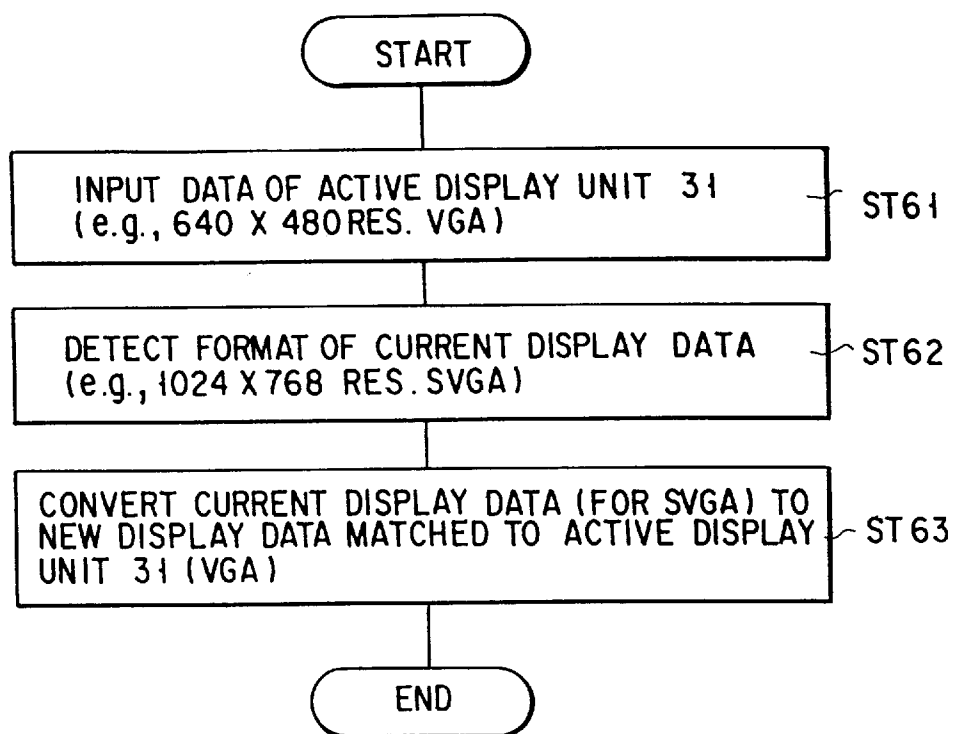 START
INPUT DATA OF ACTIVE DISPLAY UNIT 31
(e.g., 640 X 480 RES. VGA)
ST61
DETECT FORMAT OF CURRENT DISPLAY DATA
(e.g., 1024 X 768 RES. SVGA)
ST62
CONVERT CURRENT DISPLAY DATA (FOR SVGA) TO
NEW DISPLAY DATA MATCHED TO ACTIVE DISPLAY
UNIT 31 (VGA)
ST63
END